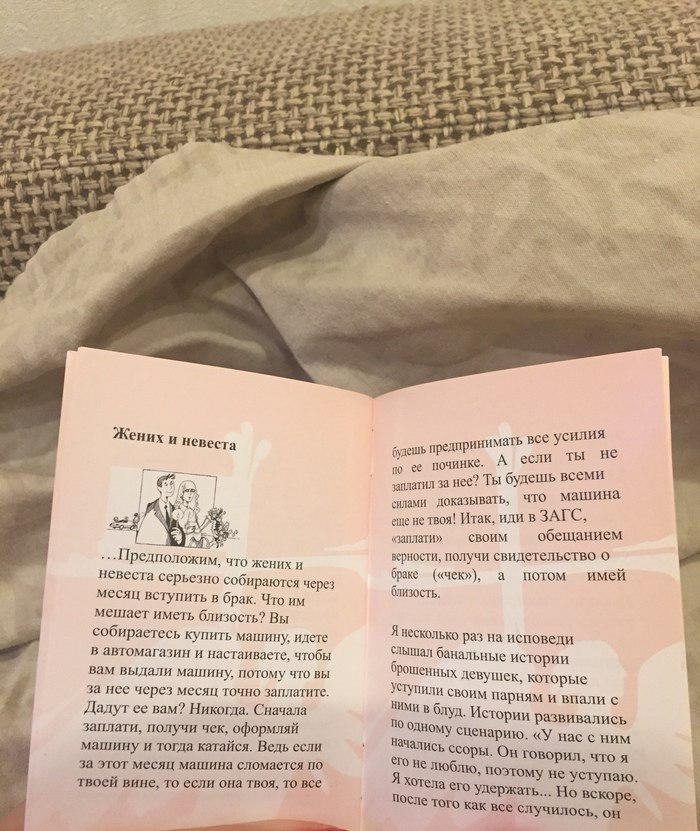 Жених и невеста
…Предположим, что жених и
невеста серьезно собираются через
месяц вступить в брак. Что им
мешает иметь близость? Вы
собираетесь купить машину, идете
в автомагазин и настаиваете, чтобы
вам выдали машину, потому что вы
за нее через месяц точно заплатите.
Дадут ее вам? Никогда. Сначала
заплати, получи чек, оформляй
машину и тогда катайся. Ведь если
за этот месяц машина сломается по
твоей вине, то если она твоя, то все
будешь предпринимать все усилия
по ее починке. А если ты не
заплатил за нее? Ты будешь всеми
силами доказывать, что машина
еще не твоя! Итак, иди в ЗАГС,
«заплати» своим обещанием
верности, получи свидетельство о
браке («чек»), а потом имей
близость.
Я несколько раз на исповеди
слышал банальные истории
брошенных девушек, которые
уступили своим парням и впали с
ними в блуд. Истории развивались
по одному сценарию. «У нас с ним
начались ссоры. Он говорил, что я
его не люблю, поэтому не уступаю.
Я хотела его удержать... Но вскоре,
после того как все случилось, он